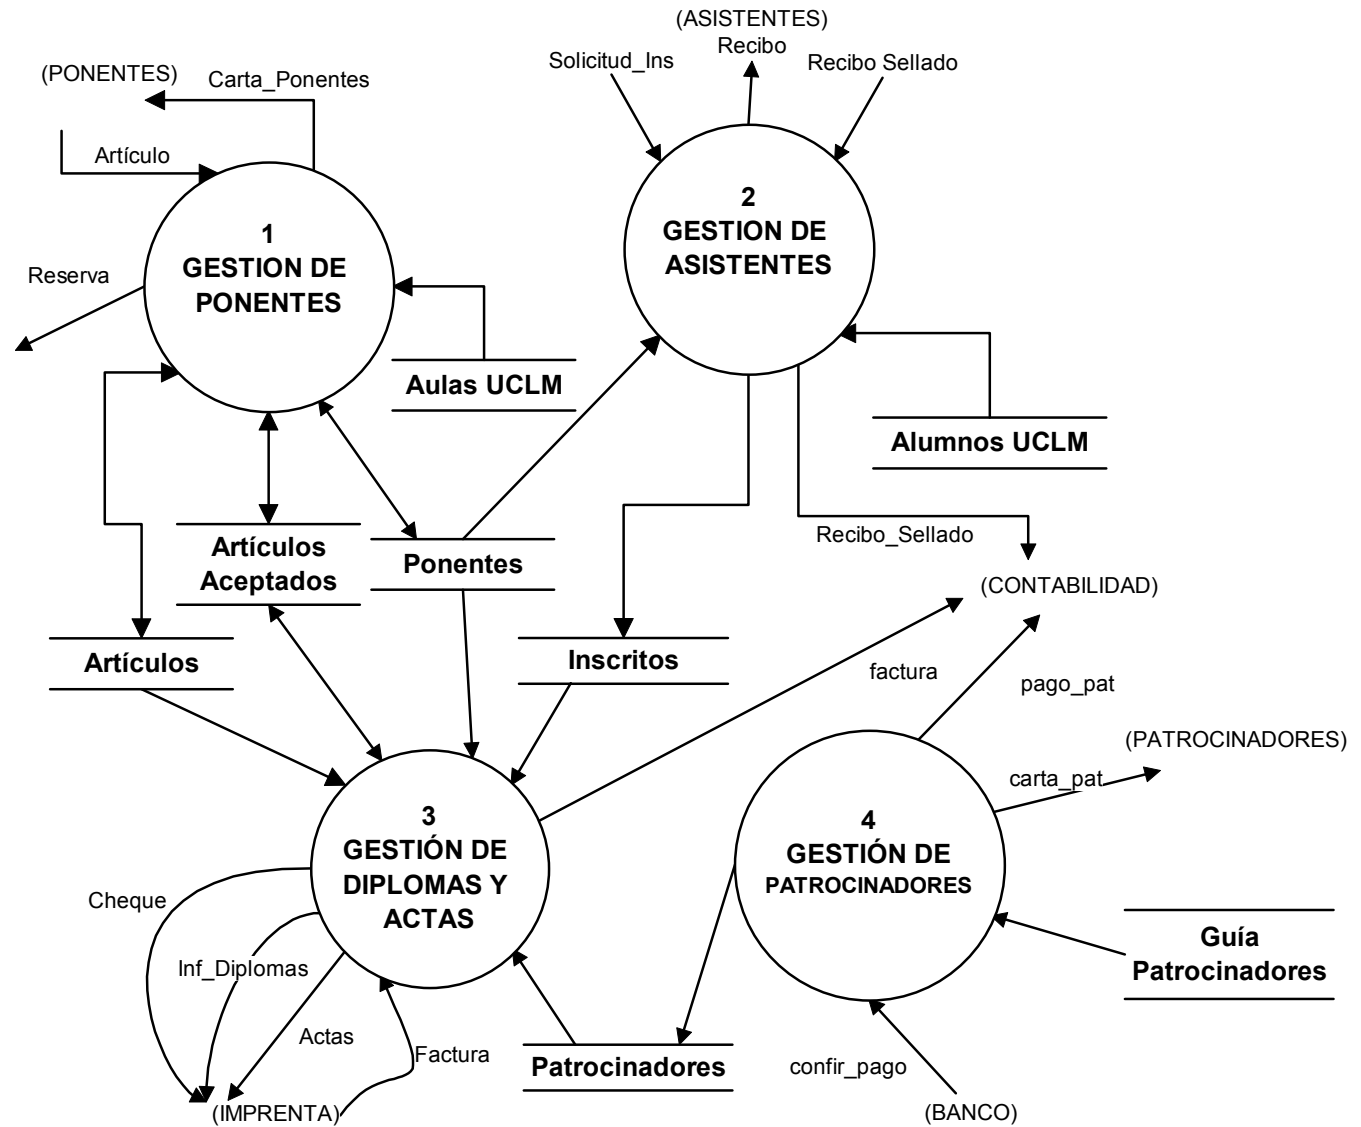 (ASISTENTES)
Recibo
Solicitud_Ins
Recibo Sellado
(PONENTES)
Carta_Ponentes
Artículo
1
GESTION DE
PONENTES
2
GESTION DE
ASISTENTES
Reserva
Aulas UCLM
Alumnos UCLM
Recibo_Sellado
Artículos
Aceptados
Ponentes
(CONTABILIDAD)
Artículos
Inscritos
factura
pago_pat
(PATROCINADORES)
carta_pat
3
GESTIÓN DE
DIPLOMAS Y
ACTAS
4
GESTIÓN DE
PATROCINADORES
Cheque
Inf_Diplomas
Guía
Patrocinadores
Actas
Factura
Patrocinadores
confir_pago
(IMPRENTA)
(BANCO)